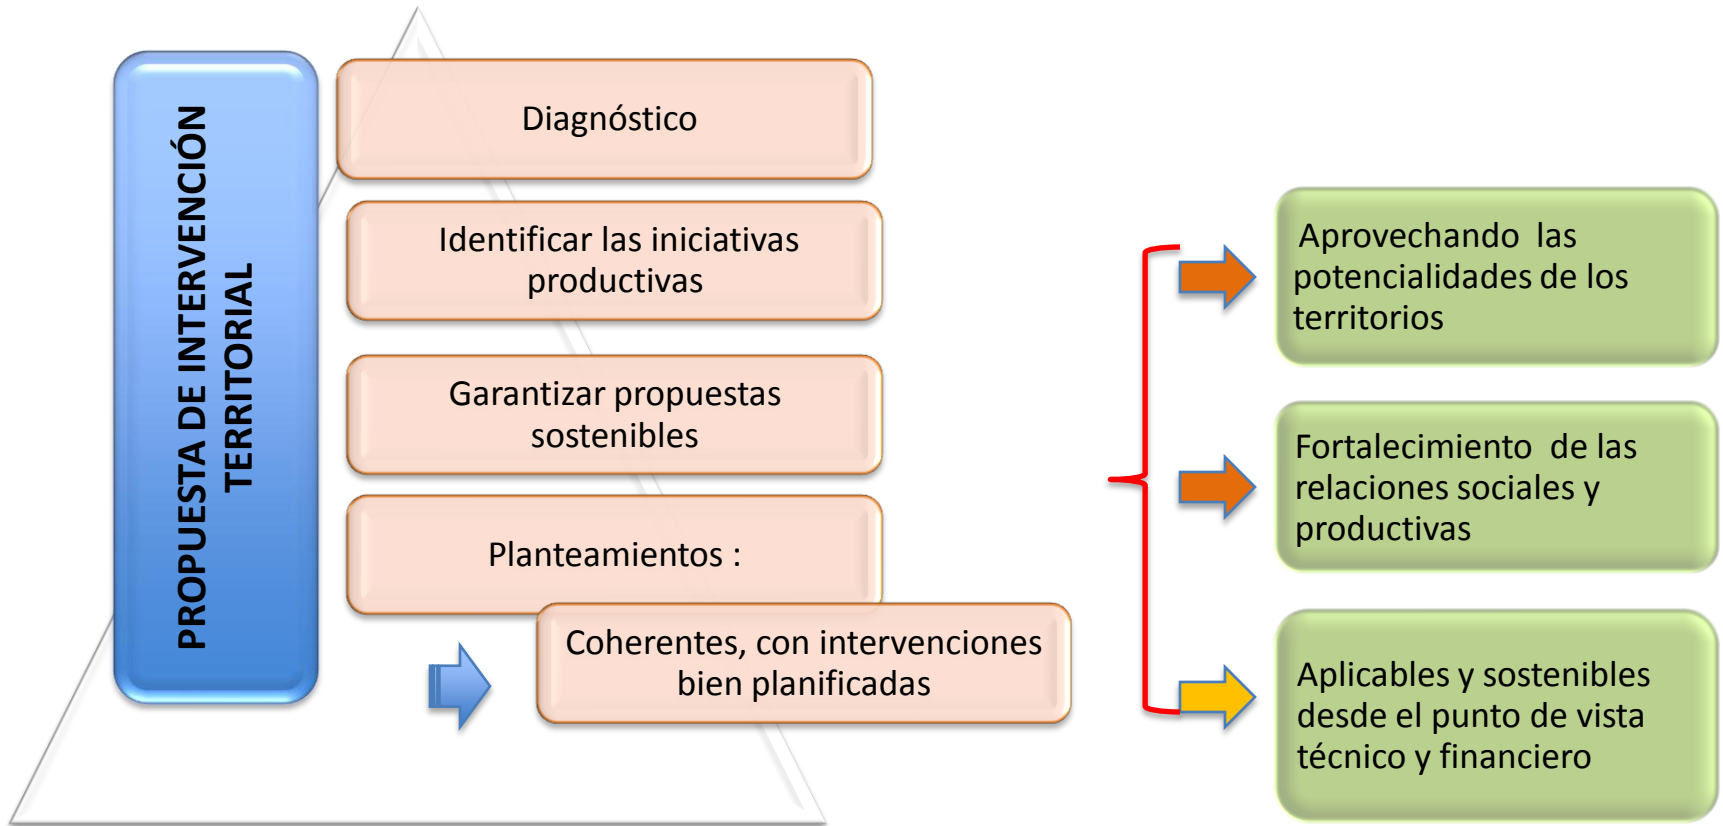 PROPUESTA DE INTERVENCIÓN
TERRITORIAL
Diagnóstico
Identificar las iniciativas
productivas
Garantizar propuestas
sostenibles
Planteamientos :
Coherentes, con intervenciones
bien planificadas
Aprovechando las
potencialidades de los
territorios
Fortalecimiento de las
relaciones sociales y
productivas
Aplicables y sostenibles
desde el punto de vista
técnico y financiero